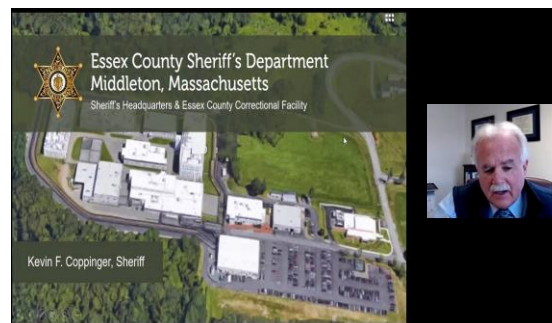 Essex County Sheriff's Department
Middleton, Massachusetts
Sheriff's Headquarters & Essex County Correctional Facility
Kevin F. Coppinger, Sheriff